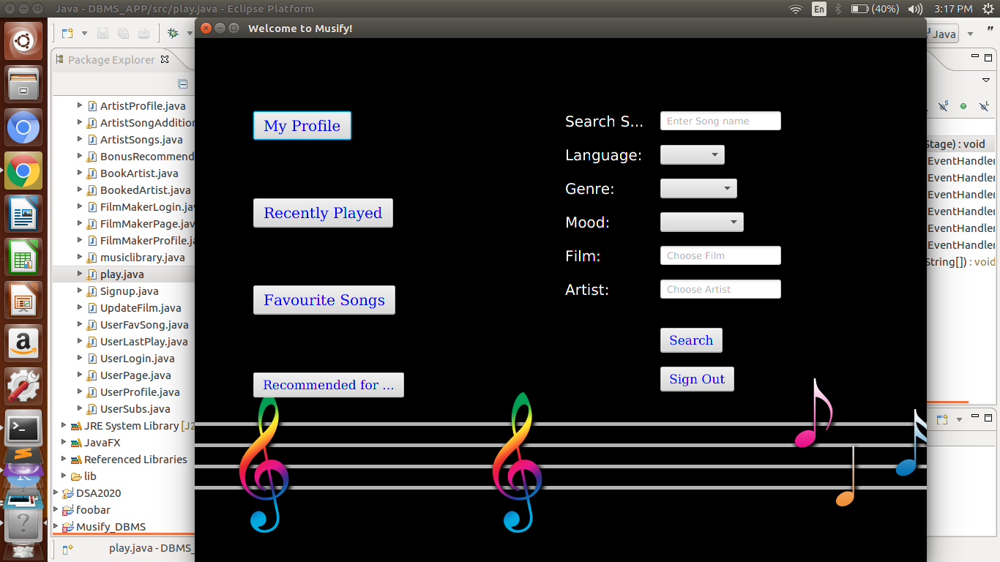 Java - DBMS_APP/src/play.java - Eclipse Platform
En
(40%)
3:17 PM
Welcome to Musify!
Java
Package Explorer
ArtistProfile.java
ArtistSongAddition
ArtistSongs.java
BonusRecommend
BookArtist.java
BookedArtist.java
FilmMakerLogin.java
FilmMakerPage.java
FilmMakerProfile.ja
musiclibrary.java
play.java
Signup.java
UpdateFilm.java
UserFavSong.java
UserLastPlay.java
UserLogin.java
UserPage.java
UserProfile.java
UserSubs.java
JRE System Library [J2
JavaFX
Referenced Libraries
lib
DSA2020
foobar
Musify_DBMS
play.java - DBMS_
My Profile
Recently Played
Favourite Songs
Recommended for ...
Search S...
Enter Song name
Language:
Genre:
Mood:
Film:
Choose Film
Artist:
Choose Artist
Search
Sign Out
Stage) : void
EventHandler
EventHandler
EventHandler
EventHandler
EventHandler
EventHandler
String[]) : void